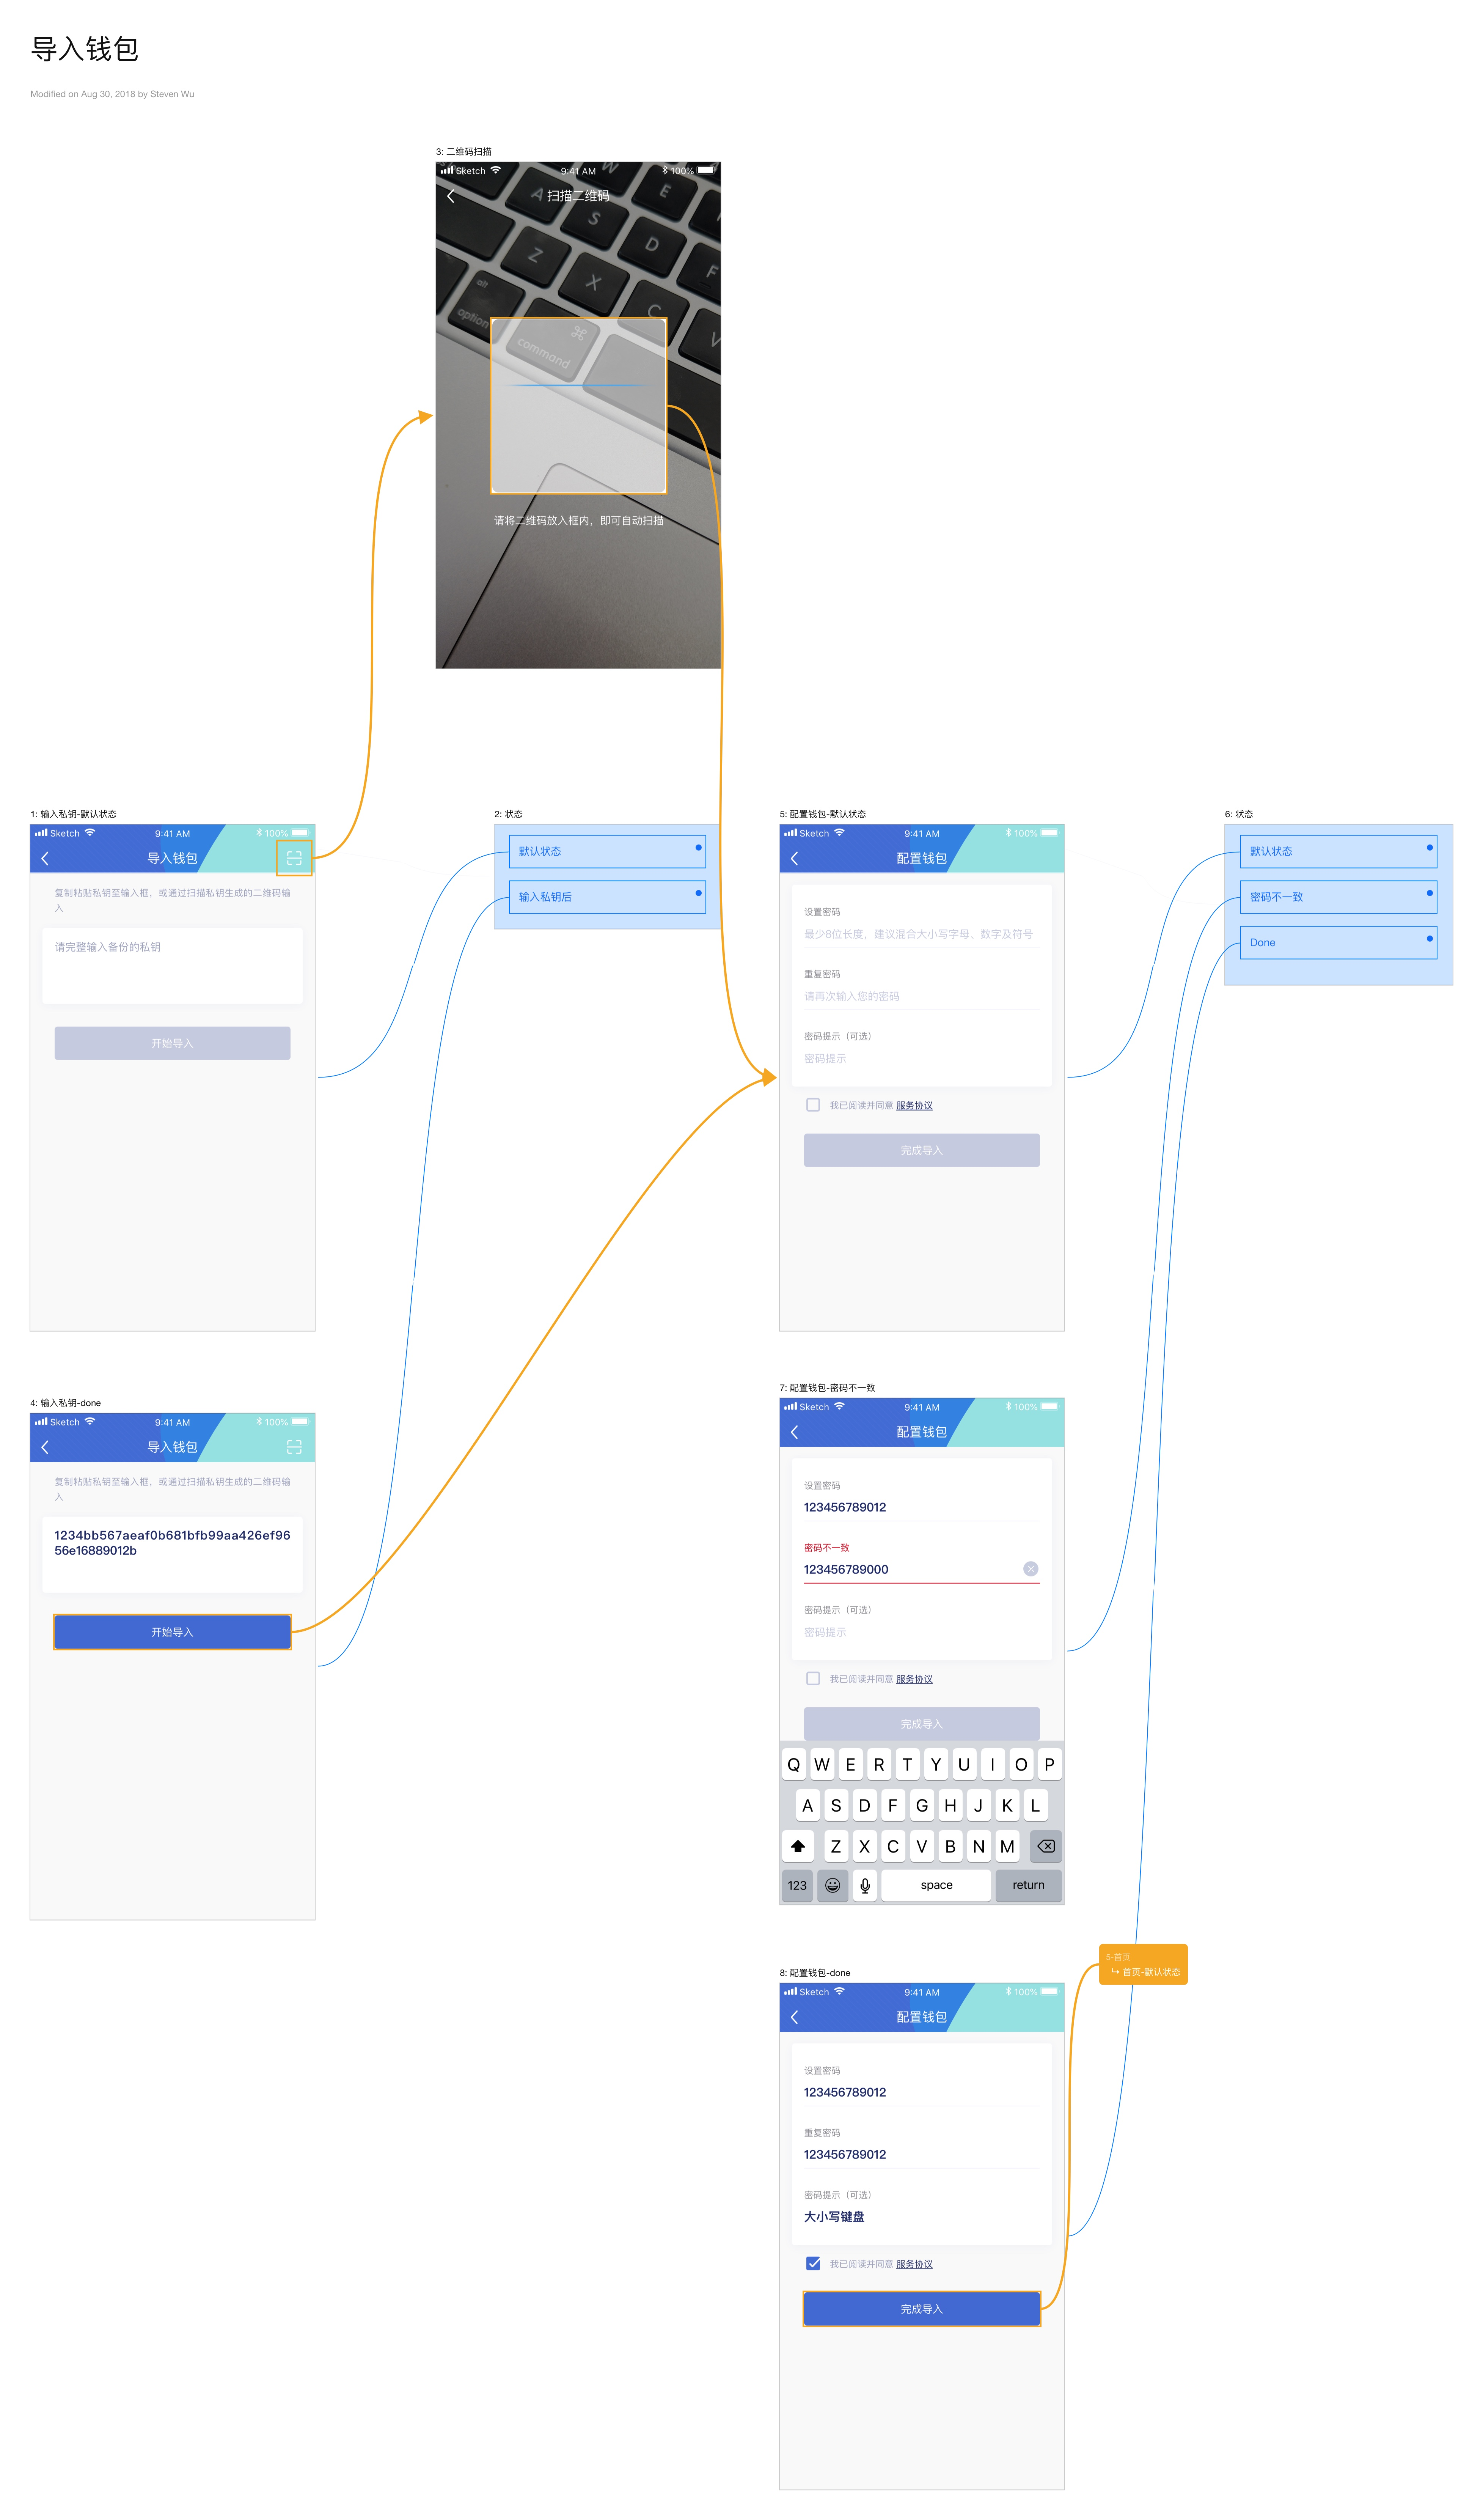 导入钱包
Modified on Aug 30, 2018 by Steven Wu
3: 二维码扫描
Sketch 9:41 AM 100%
扫描二维码
W
A
S
E
D
Z
X
F
C
V
alt
option
⌘
command
请将二维码放入框内，即可自动扫描
1: 输入私钥-默认状态
Sketch 9:41 AM 100%
导入钱包
复制粘贴私钥至输入框，或通过扫描私钥生成的二维码输
入
请完整输入备份的私钥
开始导入
2: 状态
默认状态
输入私钥后
5: 配置钱包-默认状态
Sketch 9:41 AM 100%
配置钱包
设置密码
最少8位长度，建议混合大小写字母、数字及符号
重复密码
请再次输入您的密码
密码提示（可选）
密码提示
我已阅读并同意 服务协议
完成导入
6: 状态
默认状态
密码不一致
Done
4: 输入私钥-done
Sketch 9:41 AM 100%
导入钱包
复制粘贴私钥至输入框，或通过扫描私钥生成的二维码输
入
1234bb567aeaf0b681bfb99aa426ef96
56e16889012b
开始导入
7: 配置钱包-密码不一致
Sketch 9:41 AM 100%
配置钱包
设置密码
123456789012
密码不一致
123456789000
密码提示（可选）
密码提示
我已阅读并同意 服务协议
完成导入
Q W E R T Y U I O P
A S D F G H J K L
Z X C V B N M
123 space return
5-首页
首页-默认状态
8: 配置钱包-done
Sketch 9:41 AM 100%
配置钱包
设置密码
123456789012
重复密码
123456789012
密码提示（可选）
大小写键盘
我已阅读并同意 服务协议
完成导入